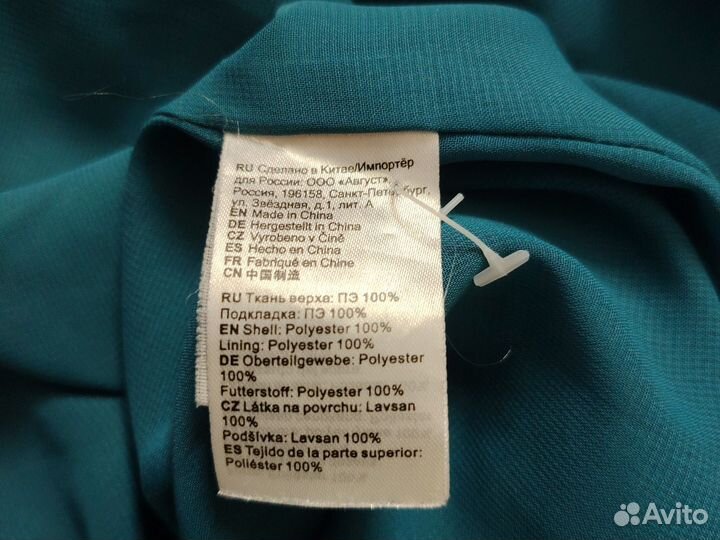 RU Сделано в Китае/Импортёр
для России: ООО «Август».
Россия, 196158, Санкт-Петербург,
ул. Звёздная, д.1, лит. А
EN Made in China
DE Hergestellt in China
CZ Vyrobeno v Číně
ES Hecho en China
FR Fabriqué en Chine
CN 中国制造
RU Ткань верха: ПЭ 100%
Подкладка: ПЭ 100%
EN Shell: Polyester 100%
Lining: Polyester 100%
DE Oberteilgewebe: Polyester
100%
Futterstoff: Polyester 100%
CZ Látka na povrchu: Lavsan
100%
Podšívka: Lavsan 100%
ES Tejido de la parte superior:
Poliéster 100%
Avito